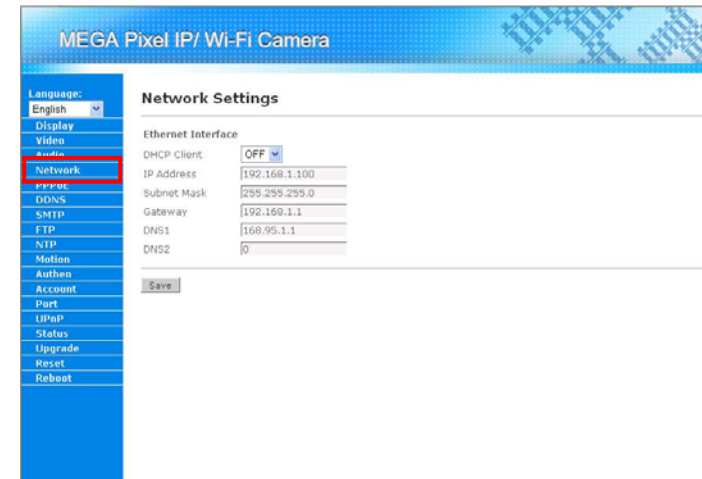 MEGA Pixel IP/ Wi-Fi Camera
Language:
English
Display
Video
Audio
Network
PPPoE
DDNS
SMTP
FTP
NTP
Motion
Authen
Account
Port
UPnP
Status
Upgrade
Reset
Reboot
Network Settings
Ethernet Interface
DHCP Client OFF
IP Address 192.168.1.100
Subnet Mask 255.255.255.0
Gateway 192.168.1.1
DNS1 168.95.1.1
DNS2 0
Save